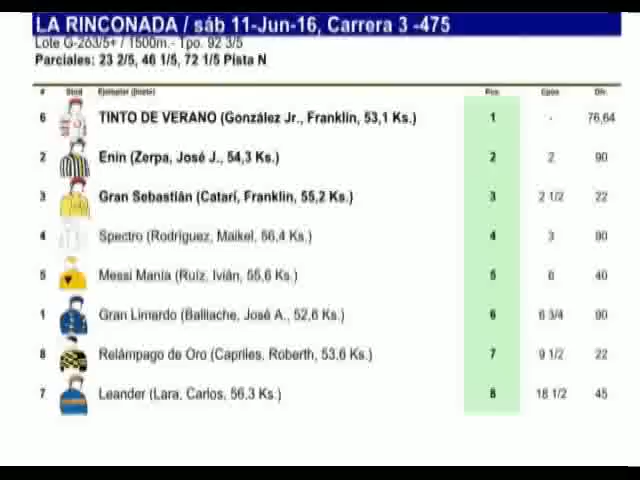 LA RINCONADA / sáb 11-Jun-16, Carrera 3 -475
Lote G-263/5+ / 1500m.- Tpo. 92 3/5
Parciales: 23 2/5, 46 1/5, 72 1/5 Pista N
# Stud Ejemplar (Jinete) Pos. Cpos Div.
6 TINTO DE VERANO (González Jr., Franklin, 53,1 Ks.) 1 - 76,64
2 Enin (Zerpa, José J., 54,3 Ks.) 2 2 90
3 Gran Sebastián (Catarí, Franklin, 55,2 Ks.) 3 2 1/2 22
4 Spectro (Rodríguez, Maikel, 56,4 Ks.) 4 3 90
5 Messi Manía (Ruíz, Ivián, 55,6 Ks.) 5 6 40
1 Gran Limardo (Balliache, José A., 52,6 Ks.) 6 6 3/4 90
8 Relámpago de Oro (Capriles, Roberth, 53,6 Ks.) 7 9 1/2 22
7 Leander (Lara, Carlos, 56,3 Ks.) 8 18 1/2 45